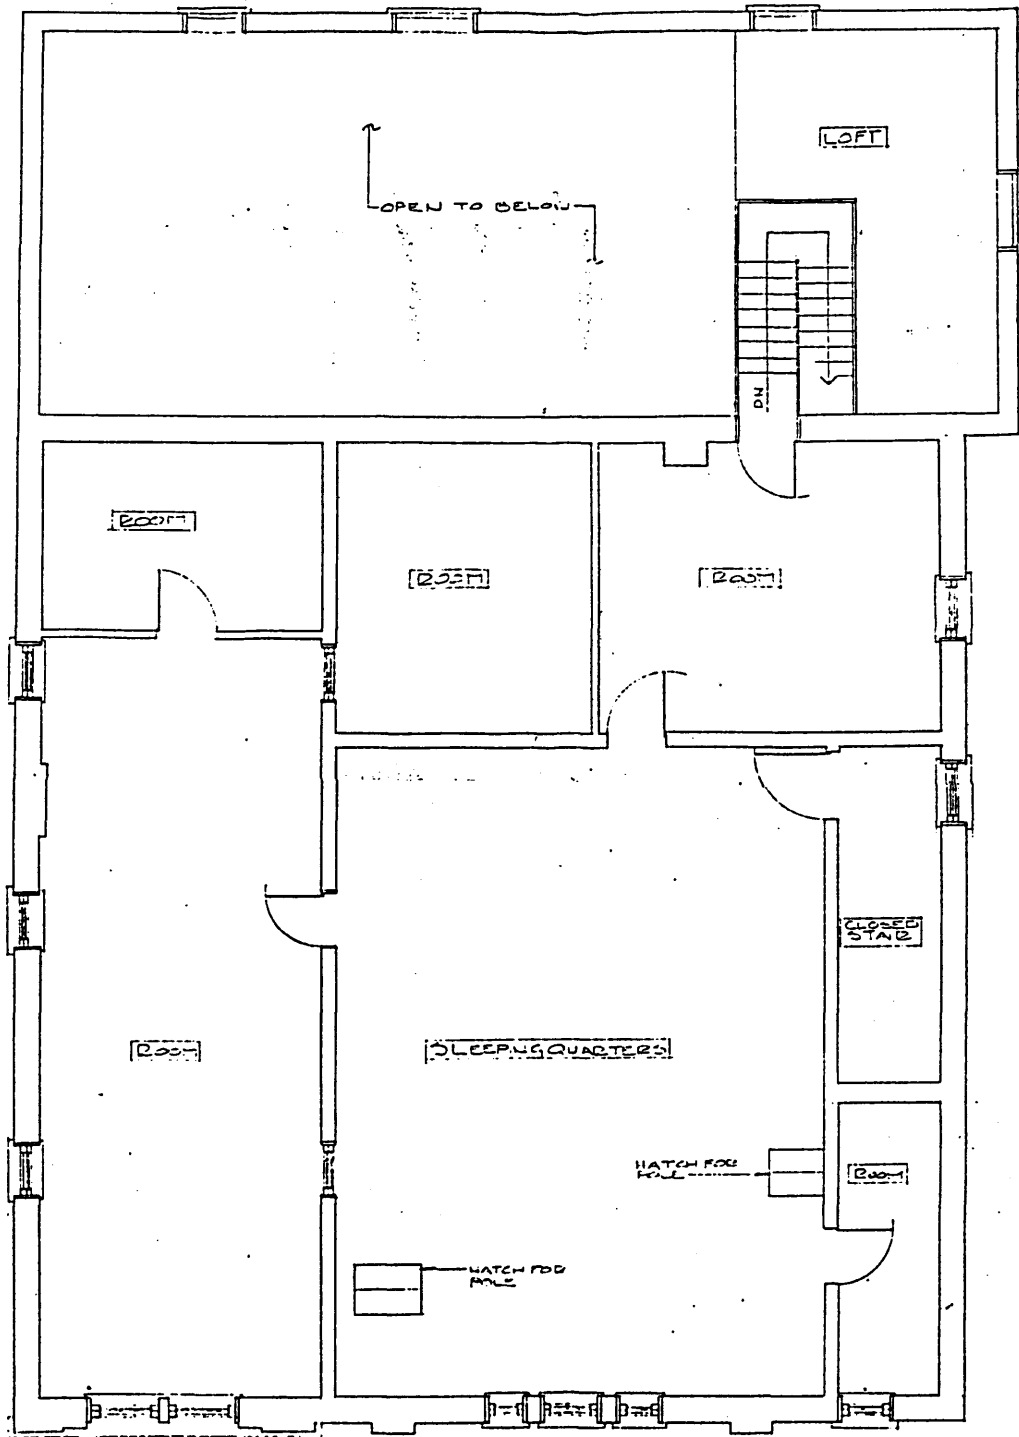 LOFT
OPEN TO BELOW
DN
ROOM
ROOM
ROOM
CLOSED
STAIR
ROOM
SLEEPING QUARTERS
HATCH FOR
POLE
ROOM
HATCH FOR
POLE